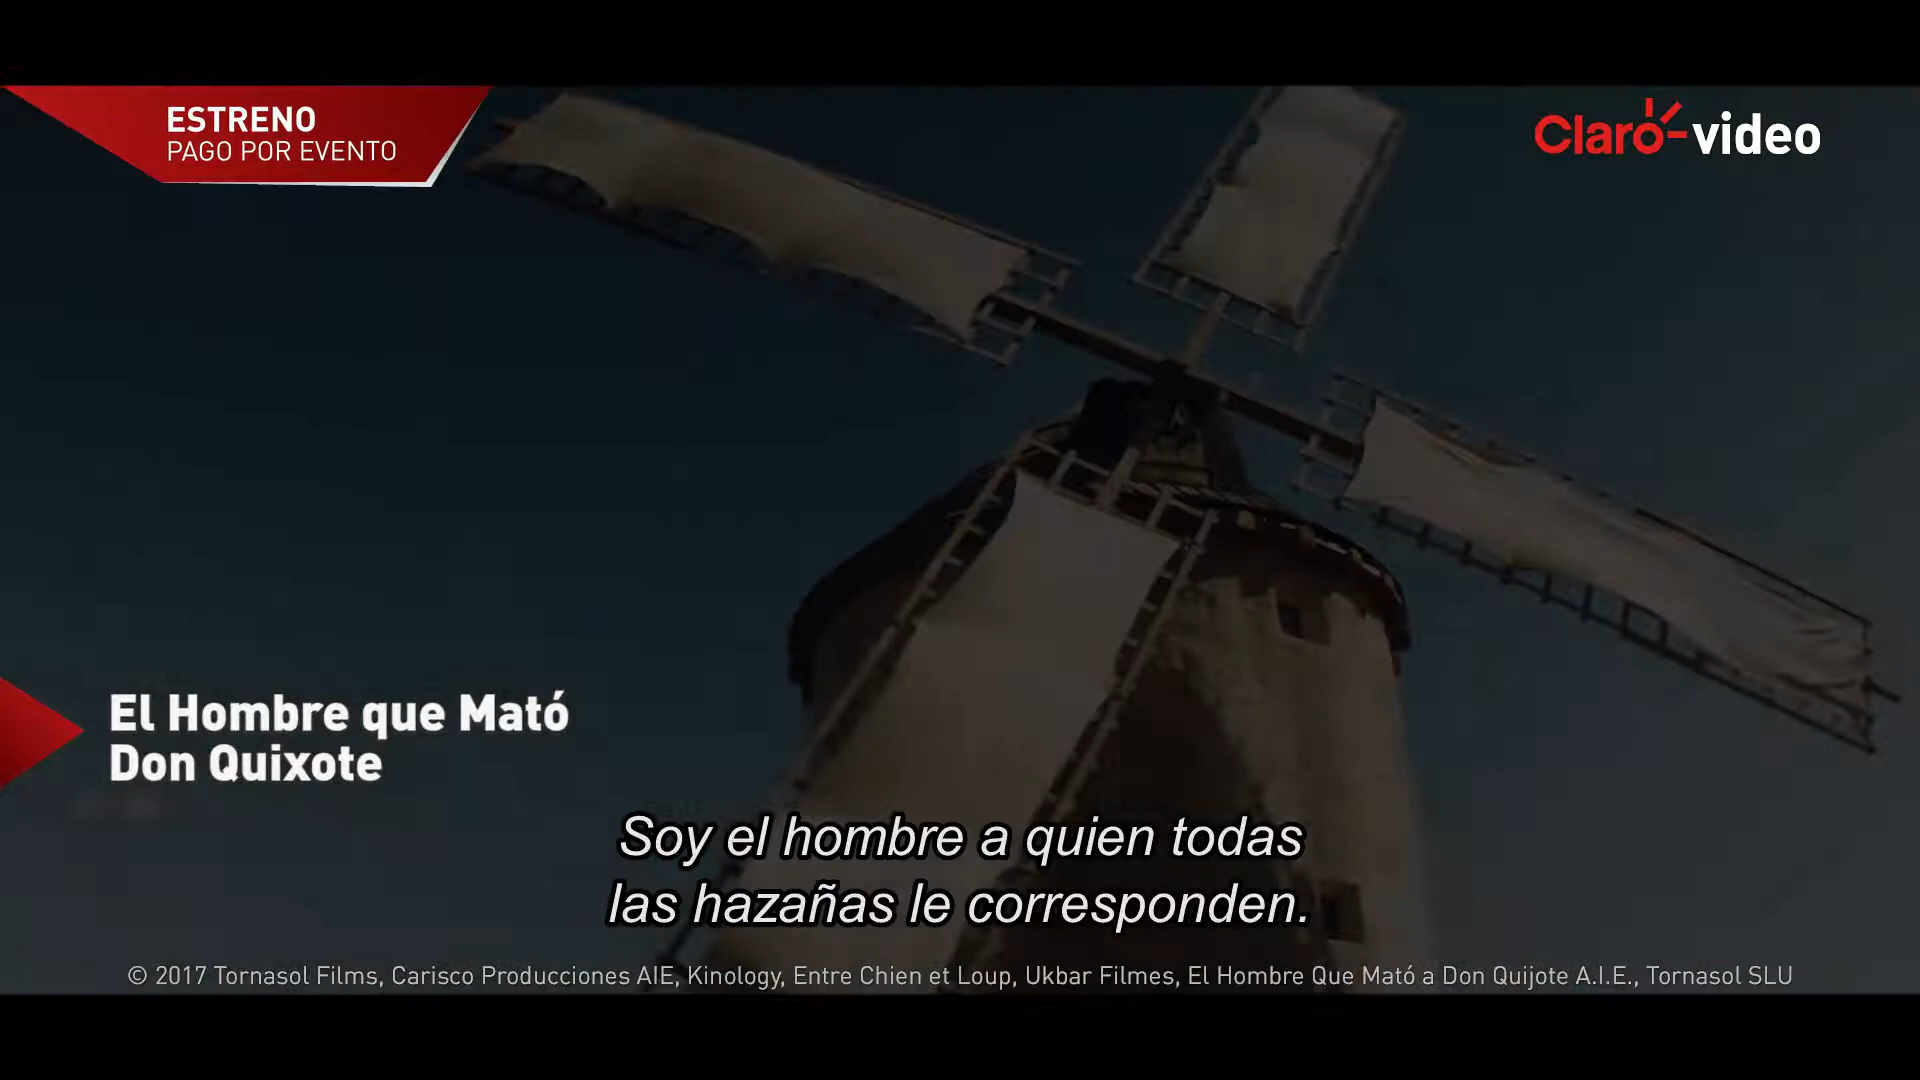 ESTRENO
PAGO POR EVENTO
Claro-video
El Hombre que Mató
Don Quixote
Soy el hombre a quien todas
las hazañas le corresponden.
© 2017 Tornasol Films, Carisco Producciones AIE, Kinology, Entre Chien et Loup, Ukbar Filmes, El Hombre Que Mató a Don Quijote A.I.E., Tornasol SLU